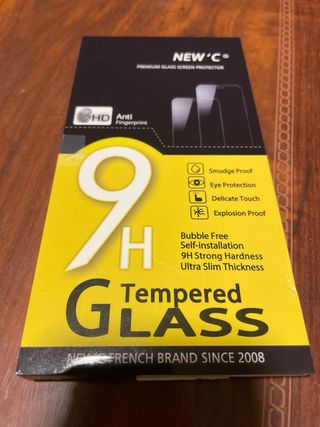 NEW'C®
PREMIUM GLASS SCREEN PROTECTOR
HD
Anti
Fingerprint
9H
Smudge Proof
Eye Protection
Delicate Touch
Explosion Proof
Bubble Free
Self-installation
9H Strong Hardness
Ultra Slim Thickness
Tempered
GLASS
NEW'C FRENCH BRAND SINCE 2008